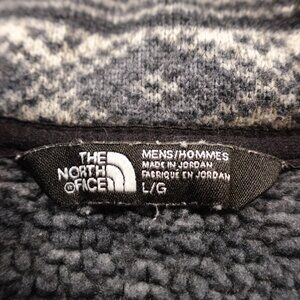 THE
NORTH
FACE
MENS/HOMMES
MADE IN JORDAN
FABRIQUÉ EN JORDAN
L/G